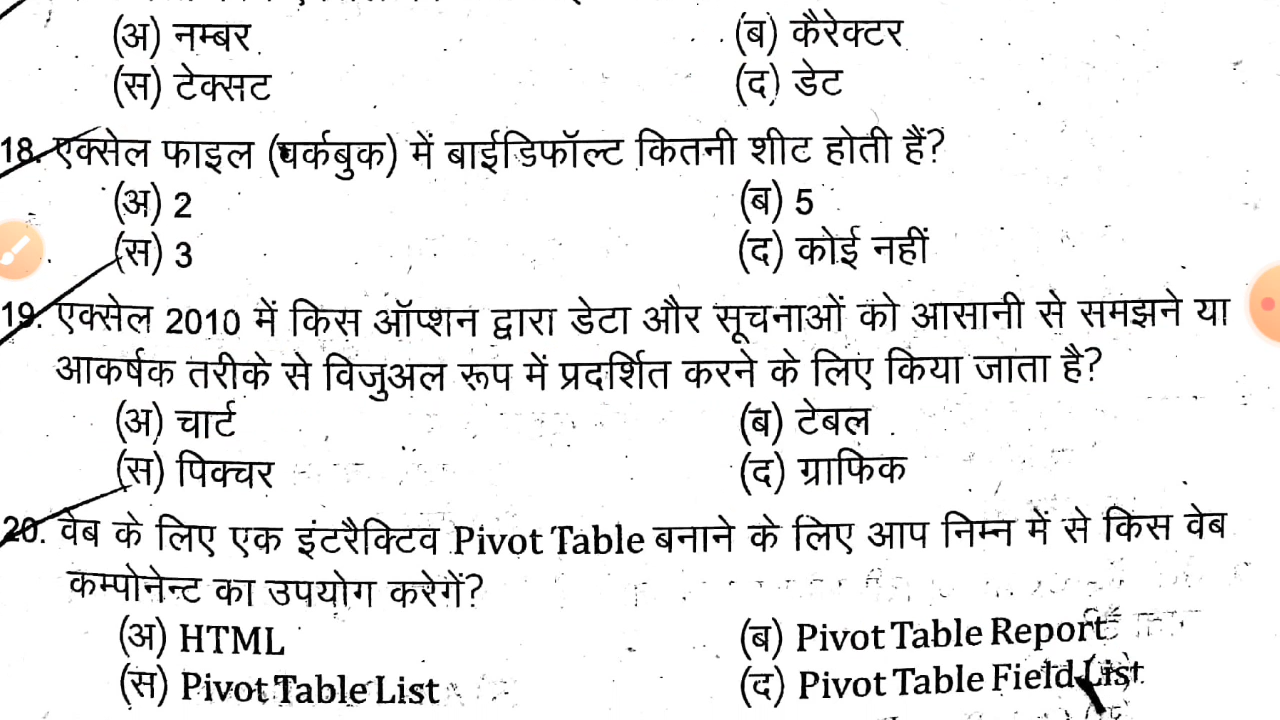 (अ) नम्बर (ब) कैरेक्टर
(स) टेक्सट (द) डेट
18. एक्सेल फाइल (वर्कबुक) में बाईडिफॉल्ट कितनी शीट होती हैं?
(अ) 2 (ब) 5
(स) 3 (द) कोई नहीं
19. एक्सेल 2010 में किस ऑप्शन द्वारा डेटा और सूचनाओं को आसानी से समझने या
आकर्षक तरीके से विजुअल रूप में प्रदर्शित करने के लिए किया जाता है?
(अ) चार्ट (ब) टेबल
(स) पिक्चर (द) ग्राफिक
20. वेब के लिए एक इंटरैक्टिव Pivot Table बनाने के लिए आप निम्न में से किस वेब
कम्पोनेन्ट का उपयोग करेगें?
(अ) HTML (ब) Pivot Table Report
(स) Pivot Table List (द) Pivot Table Field List